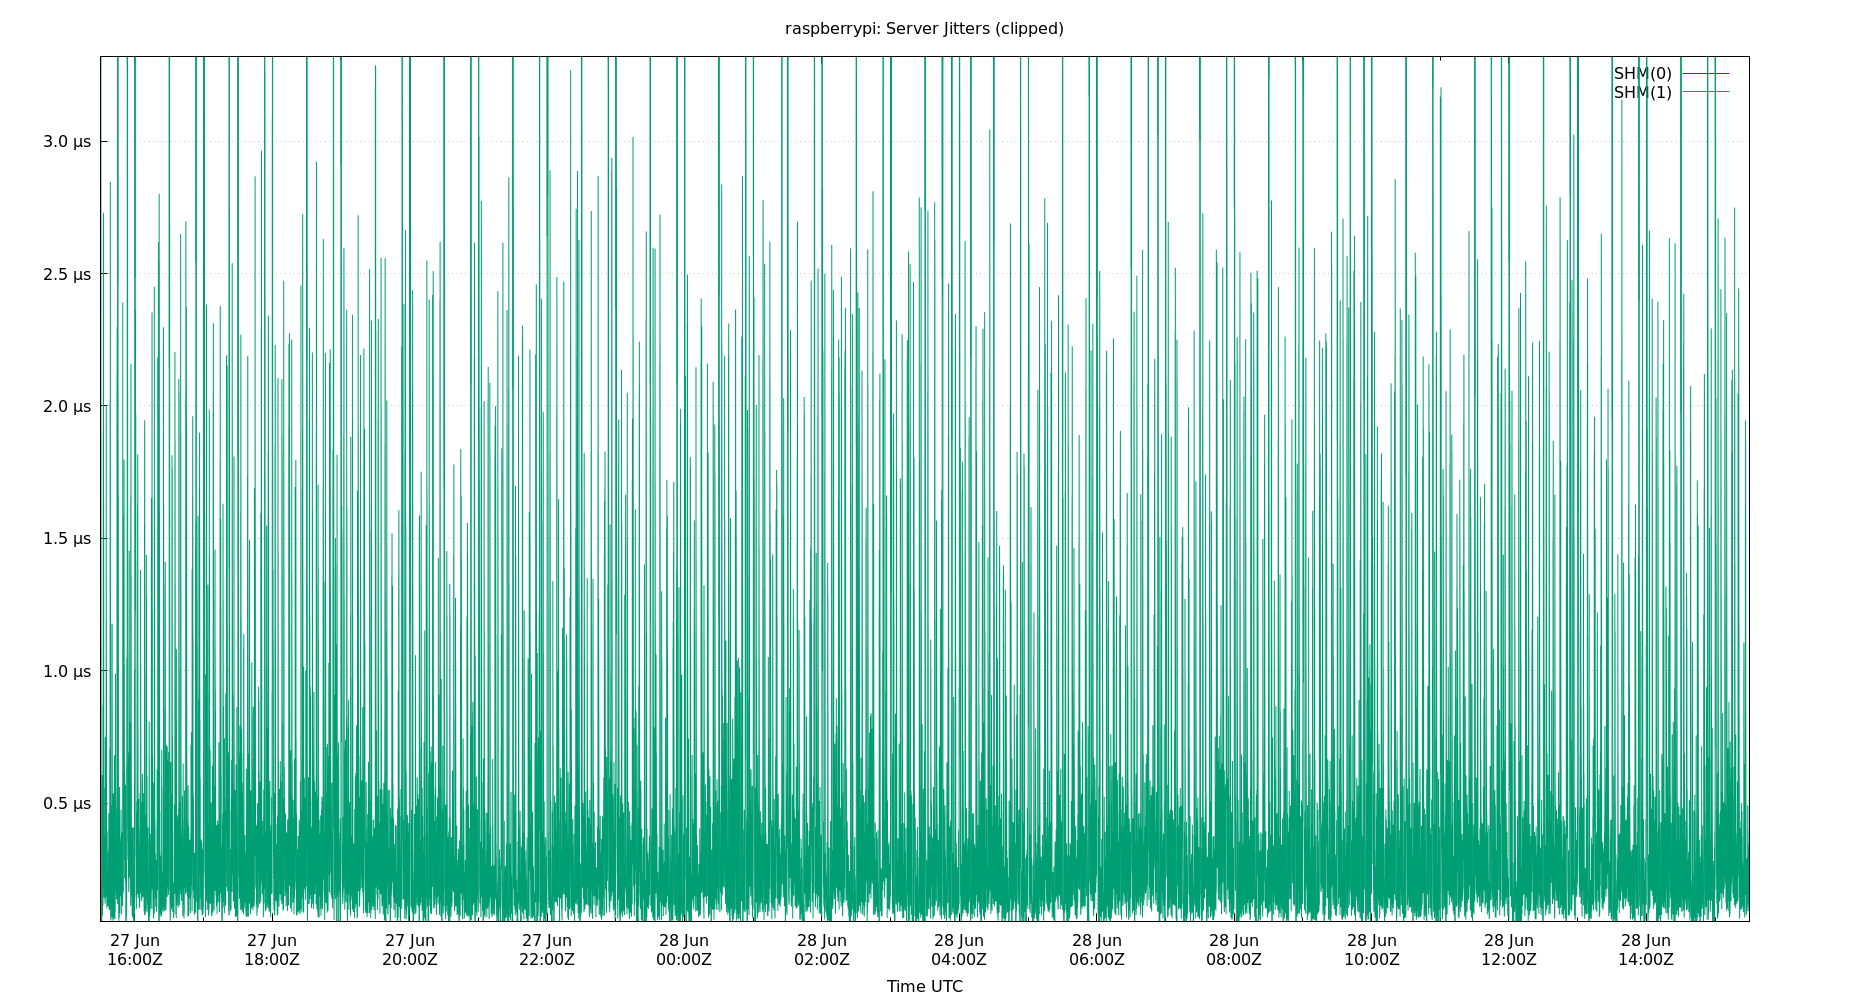 raspberrypi: Server Jitters (clipped)
SHM(0)
SHM(1)
3.0 µs
2.5 µs
2.0 µs
1.5 µs
1.0 µs
0.5 µs
27 Jun 27 Jun 27 Jun 27 Jun 28 Jun 28 Jun 28 Jun 28 Jun 28 Jun 28 Jun 28 Jun 28 Jun
16:00Z 18:00Z 20:00Z 22:00Z 00:00Z 02:00Z 04:00Z 06:00Z 08:00Z 10:00Z 12:00Z 14:00Z
Time UTC